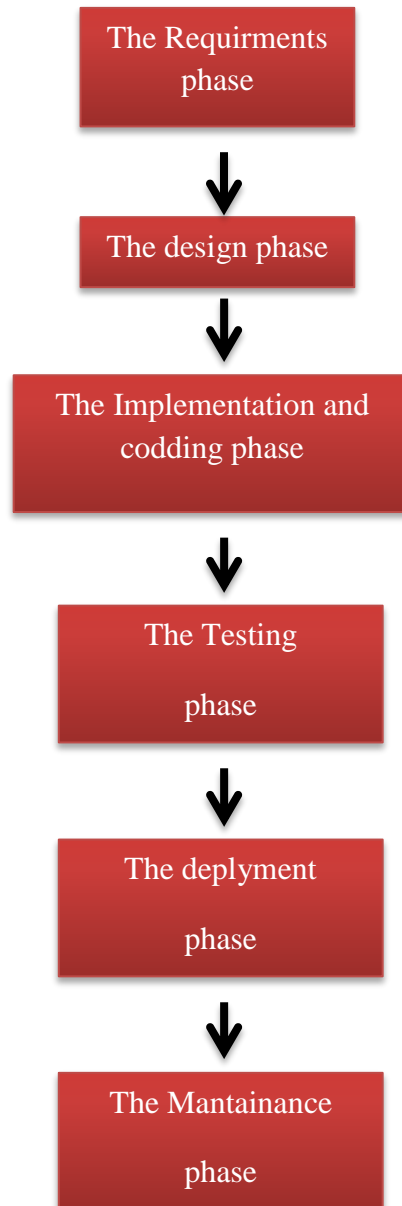 The Requirments
phase
The design phase
The Implementation and
codding phase
The Testing
phase
The deplyment
phase
The Mantainance
phase